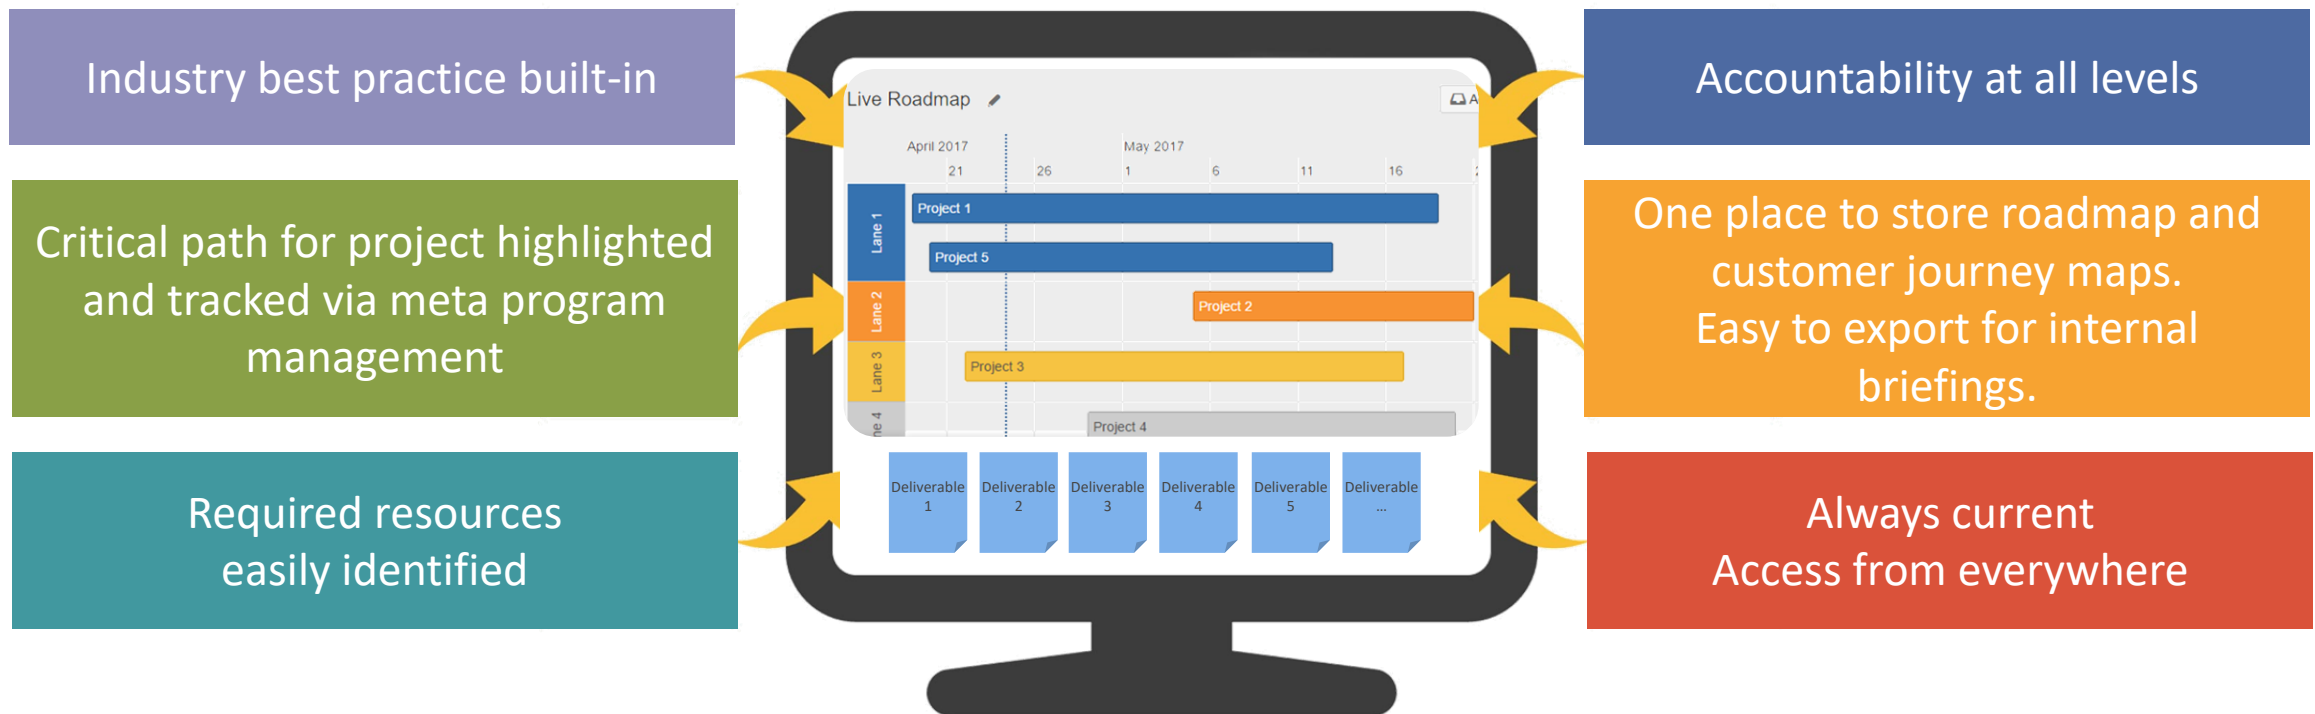 Industry best practice built-in
Critical path for project highlighted
and tracked via meta program
management
Required resources
easily identified
Live Roadmap
A
April 2017
May 2017
21
26
1
6
11
16
2
Lane 1
Project 1
Project 5
Lane 2
Project 2
Lane 3
Project 3
ne 4
Project 4
Deliverable
1
Deliverable
2
Deliverable
3
Deliverable
4
Deliverable
5
Deliverable
...
Accountability at all levels
One place to store roadmap and
customer journey maps.
Easy to export for internal
briefings.
Always current
Access from everywhere